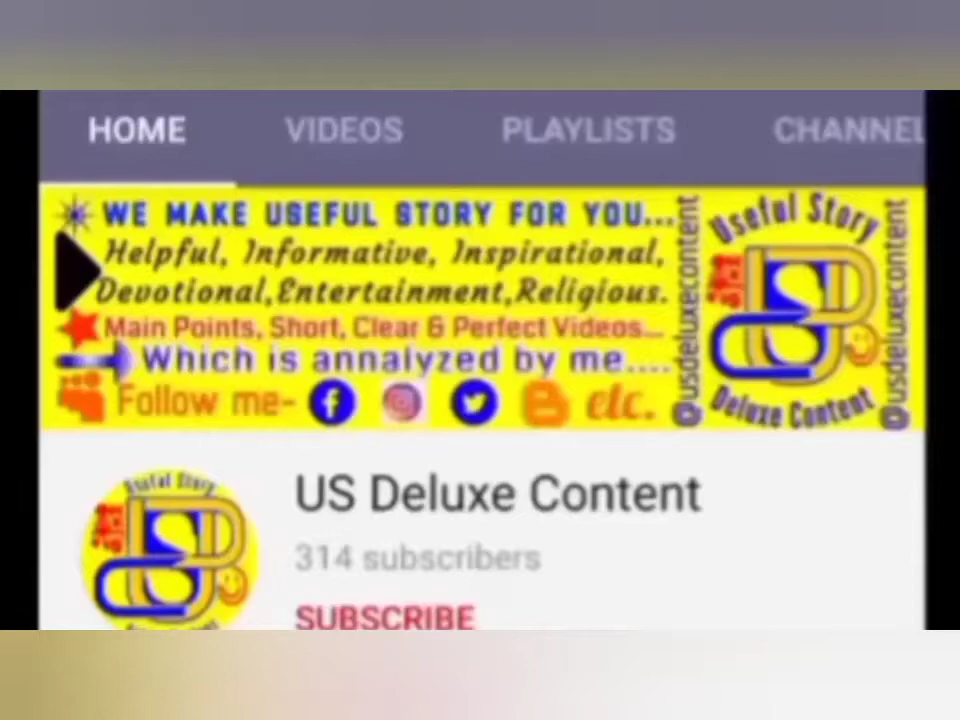 HOME VIDEOS PLAYLISTS CHANNEL
WE MAKE USEFUL STORY FOR YOU...
Helpful, Informative, Inspirational,
Devotional,Entertainment,Religious.
Main Points, Short, Clear & Perfect Videos...
Which is annalyzed by me....
Follow me- etc.
@usdeluxecontent
Useful Story
Deluxe Content
@usdeluxecontent
Useful Story
US Deluxe Content
314 subscribers
SUBSCRIBE